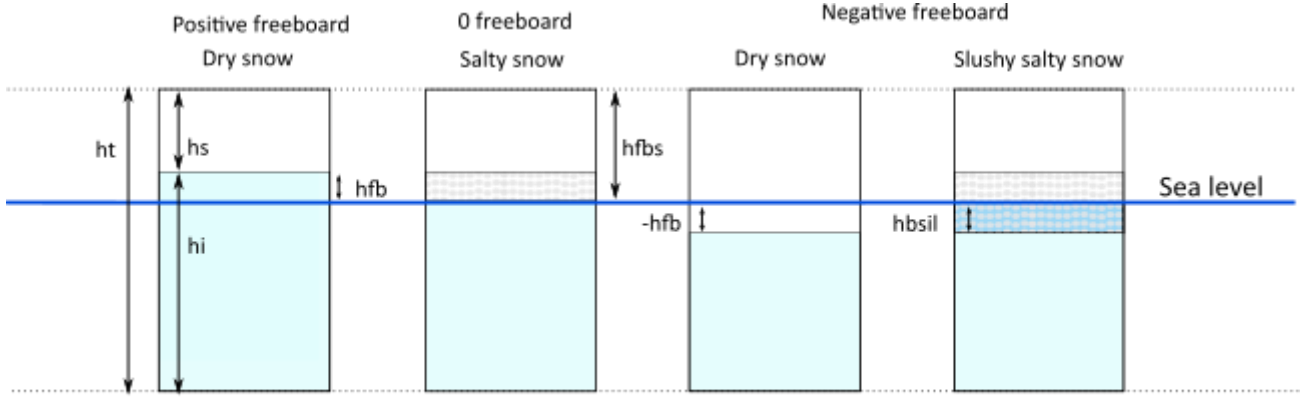 Positive freeboard
0 freeboard
Negative freeboard
Dry snow
Salty snow
Dry snow
Slushy salty snow
ht
hs
hfbs
hfb
Sea level
-hfb
hbsil
hi